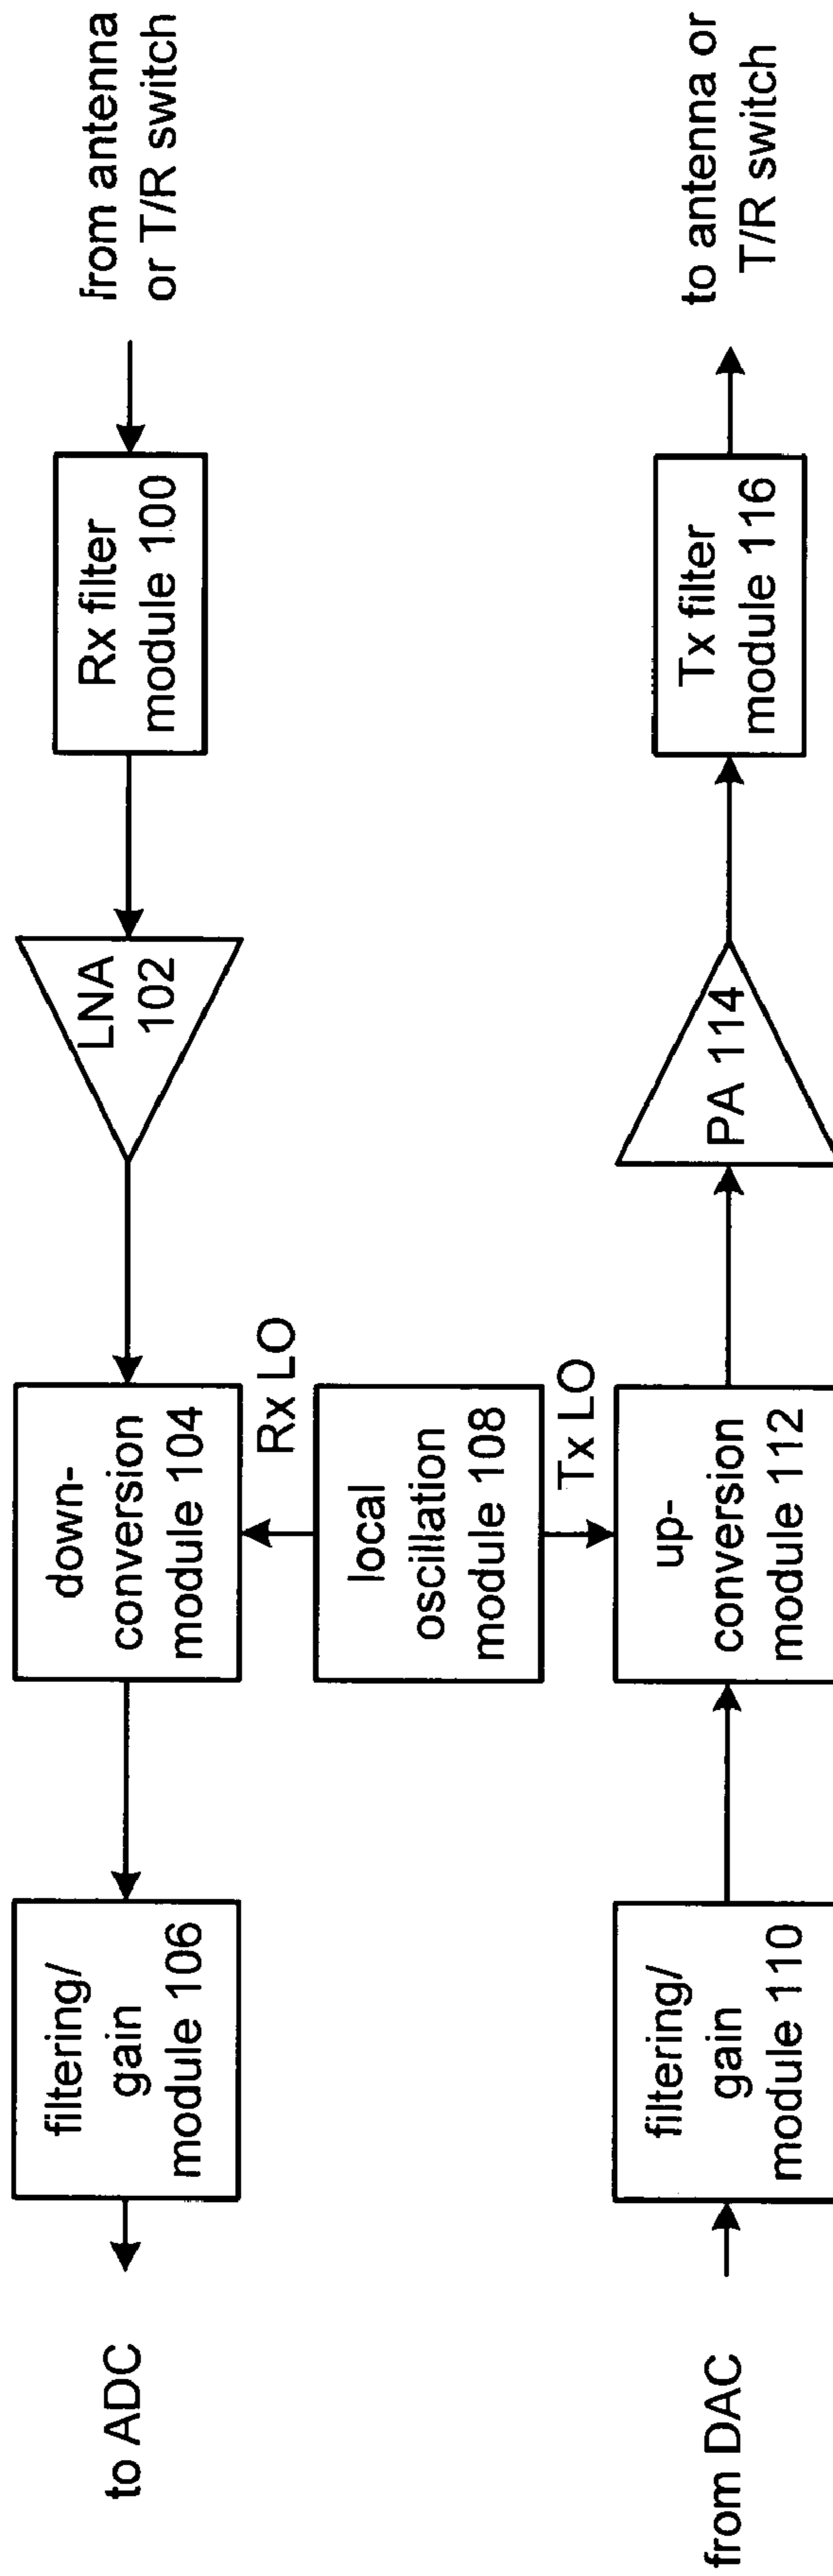 from antenna
or T/R switch
Rx filter
module 100
LNA
102
down-
conversion
module 104
filtering/
gain
module 106
to ADC
Rx LO
local
oscillation
module 108
Tx LO
from DAC
filtering/
gain
module 110
up-
conversion
module 112
PA 114
Tx filter
module 116
to antenna or
T/R switch